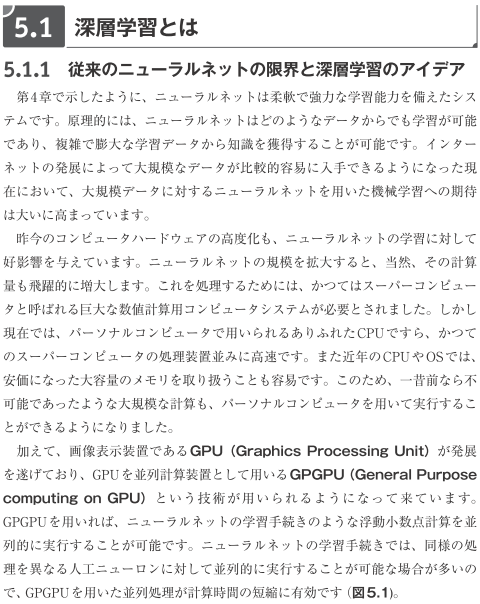 5.1 深層学習とは
5.1.1 従来のニューラルネットの限界と深層学習のアイデア
第4章で示したように、ニューラルネットは柔軟で強力な学習能力を備えたシス
テムです。原理的には、ニューラルネットはどのようなデータからでも学習が可能
であり、複雑で膨大な学習データから知識を獲得することが可能です。インター
ネットの発展によって大規模なデータが比較的容易に入手できるようになった現
在において、大規模データに対するニューラルネットを用いた機械学習への期待
は大いに高まっています。
昨今のコンピュータハードウェアの高度化も、ニューラルネットの学習に対して
好影響を与えています。ニューラルネットの規模を拡大すると、当然、その計算
量も飛躍的に増大します。これを処理するためには、かつてはスーパーコンピュー
タと呼ばれる巨大な数値計算用コンピュータシステムが必要とされました。しかし
現在では、パーソナルコンピュータで用いられるありふれたCPUですら、かつて
のスーパーコンピュータの処理装置並みに高速です。また近年のCPUやOSでは、
安価になった大容量のメモリを取り扱うことも容易です。このため、一昔前なら不
可能であったような大規模な計算も、パーソナルコンピュータを用いて実行するこ
とができるようになりました。
加えて、画像表示装置であるGPU（Graphics Processing Unit）が発展
を遂げており、GPUを並列計算装置として用いるGPGPU（General Purpose
computing on GPU）という技術が用いられるようになって来ています。
GPGPUを用いれば、ニューラルネットの学習手続きのような浮動小数点計算を並
列的に実行することが可能です。ニューラルネットの学習手続きでは、同様の処
理を異なる人工ニューロンに対して並列的に実行することが可能な場合が多いの
で、GPGPUを用いた並列処理が計算時間の短縮に有効です（図5.1）。